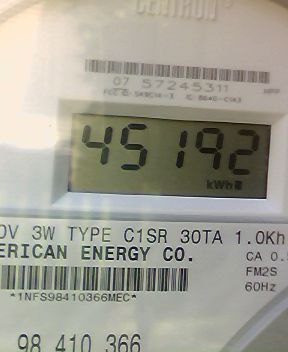 CENTRON
07 57245311
45192
kWh
0V 3W TYPE C1SR 30TA 1.0Kh
ERICAN ENERGY CO.
CA 0.
FM2S
*1NFS98410366MEC*
60Hz
98 410 366